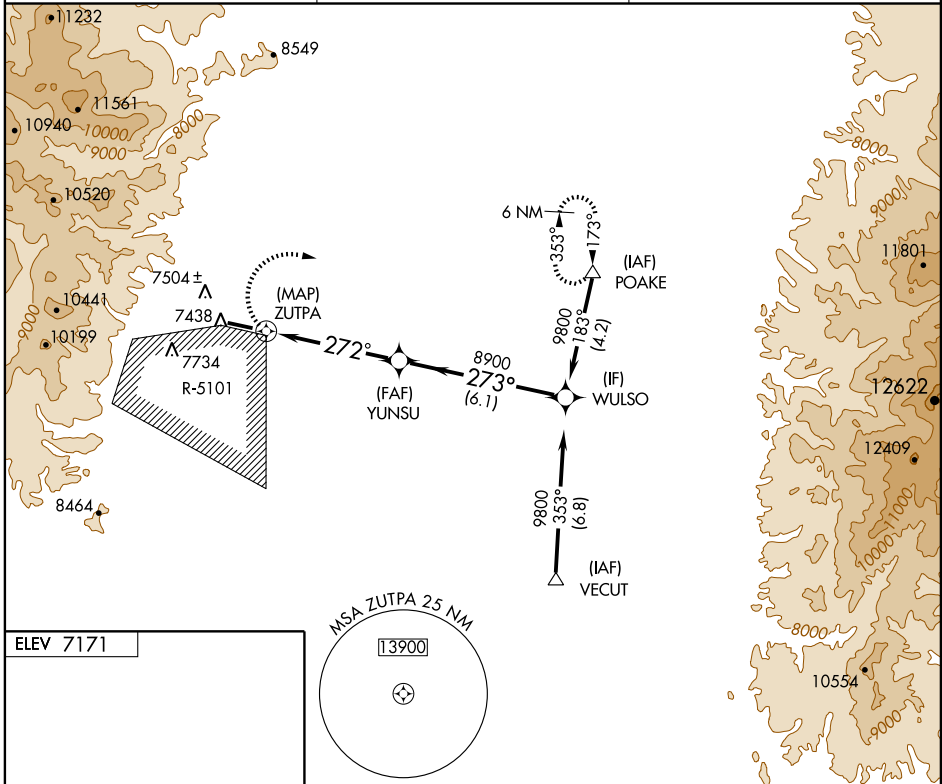 11232
8549
11561
10940
10000
8000
9000
8000
10520
9000
6 NM
353°
173°
11801
(IAF)
POAKE
7504 ±
(MAP)
ZUTPA
10441
7438
9000
10199
9800
183°
(4.2)
7734
272°
8900
273°
(6.1)
R-5101
(FAF)
YUNSU
(IF)
WULSO
12622
12409
8464
9800
353°
(6.8)
11000
10000
(IAF)
VECUT
MSA ZUTPA 25 NM
8000
ELEV 7171
13900
10554
9000